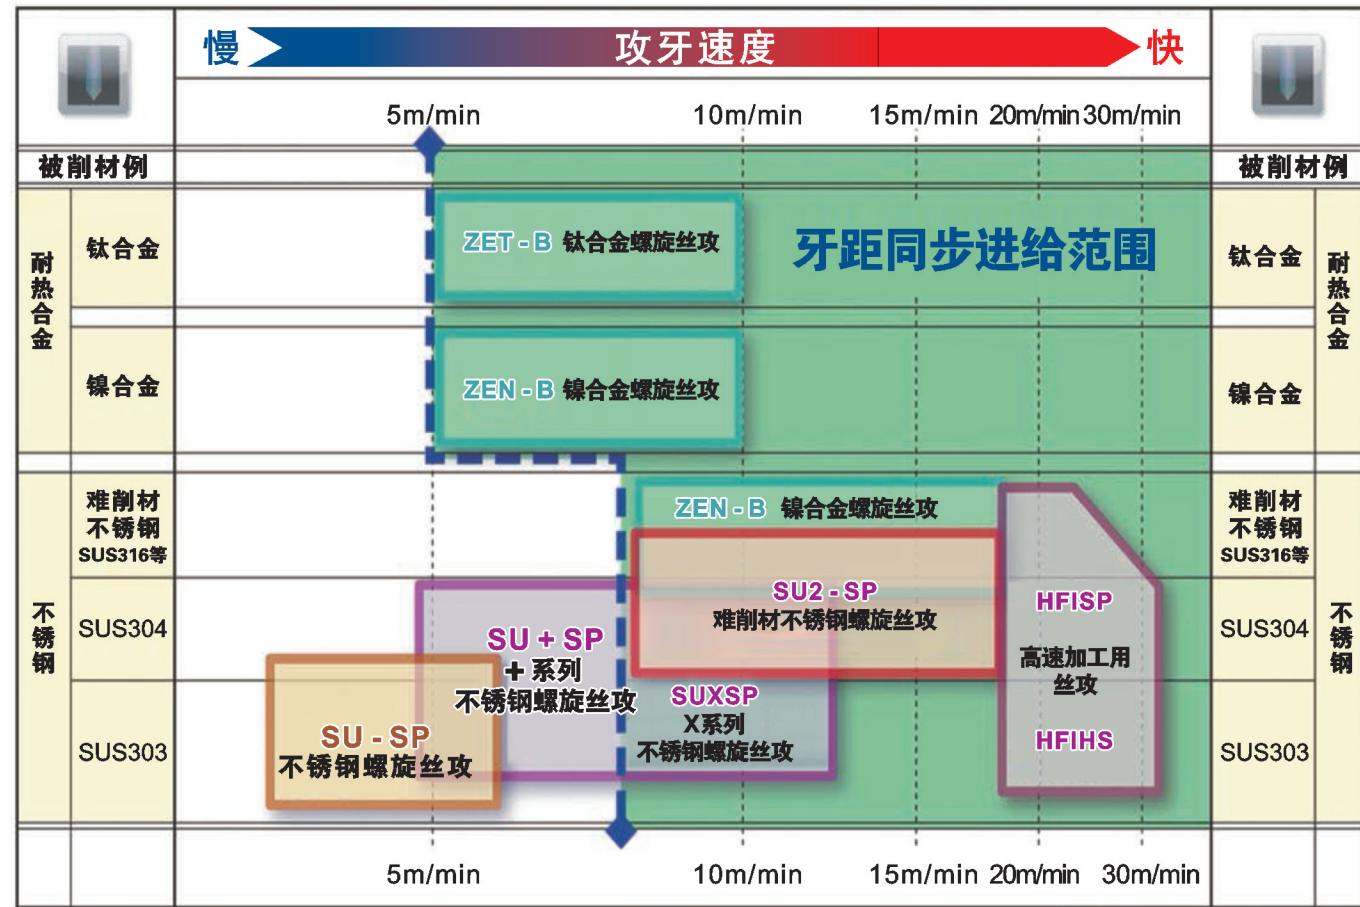 慢 攻牙速度 快
5m/min 10m/min 15m/min 20m/min 30m/min
被削材例 被削材例
耐热合金
钛合金
ZET - B 钛合金螺旋丝攻
牙距同步进给范围
钛合金
耐热合金
镍合金
ZEN - B 镍合金螺旋丝攻
镍合金
不锈钢
难削材
不锈钢
SUS316等
ZEN - B 镍合金螺旋丝攻
难削材
不锈钢
SUS316等
不锈钢
SUS304
SU + SP
+ 系列
不锈钢螺旋丝攻
SU2 - SP
难削材不锈钢螺旋丝攻
HFISP
高速加工用
丝攻
HFIHS
SUS304
SUS303
SU - SP
不锈钢螺旋丝攻
SUXSP
X系列
不锈钢螺旋丝攻
SUS303
5m/min 10m/min 15m/min 20m/min 30m/min